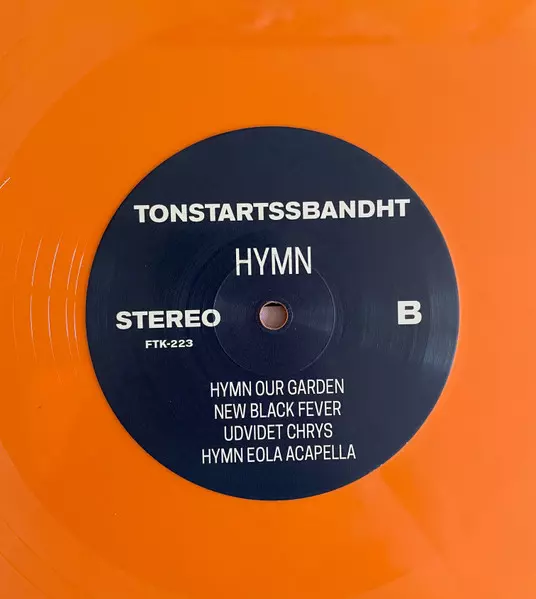 TONSTARTSSBANDHT
HYMN
STEREO
B
FTK-223
HYMN OUR GARDEN
NEW BLACK FEVER
UDVIDET CHRYS
HYMN EOLA ACAPELLA